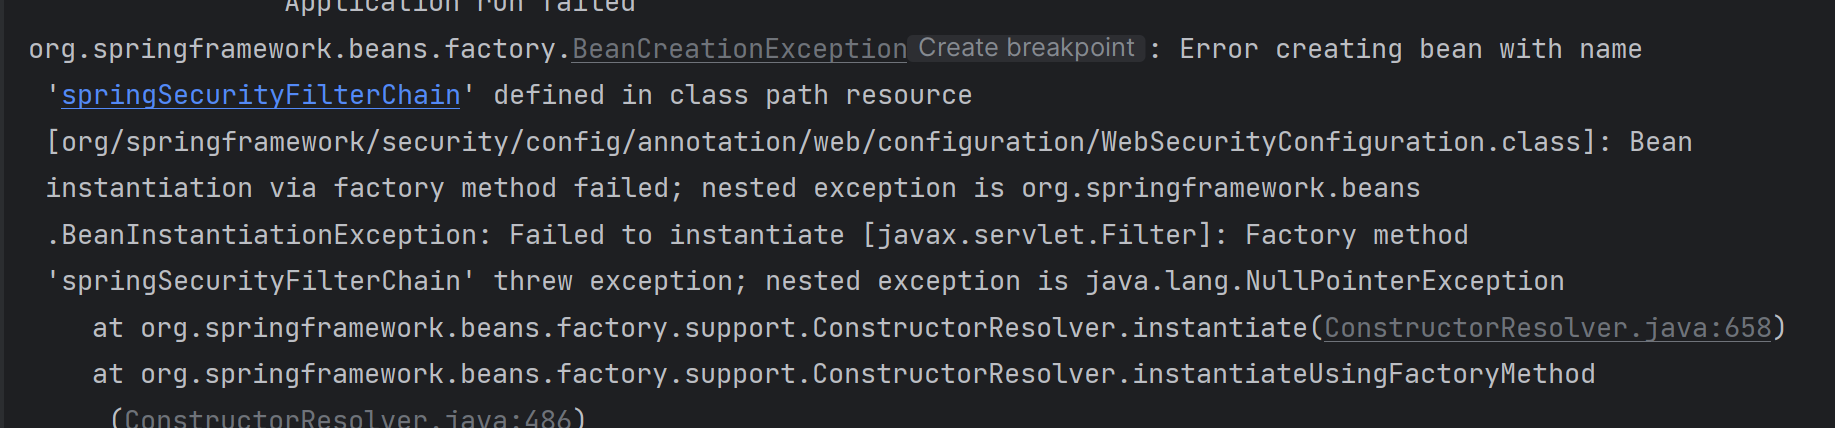 Application run failed
org.springframework.beans.factory.BeanCreationException Create breakpoint : Error creating bean with name
'springSecurityFilterChain' defined in class path resource
[org/springframework/security/config/annotation/web/configuration/WebSecurityConfiguration.class]: Bean
instantiation via factory method failed; nested exception is org.springframework.beans
.BeanInstantiationException: Failed to instantiate [javax.servlet.Filter]: Factory method
'springSecurityFilterChain' threw exception; nested exception is java.lang.NullPointerException
at org.springframework.beans.factory.support.ConstructorResolver.instantiate(ConstructorResolver.java:658)
at org.springframework.beans.factory.support.ConstructorResolver.instantiateUsingFactoryMethod
(ConstructorResolver.java:486)